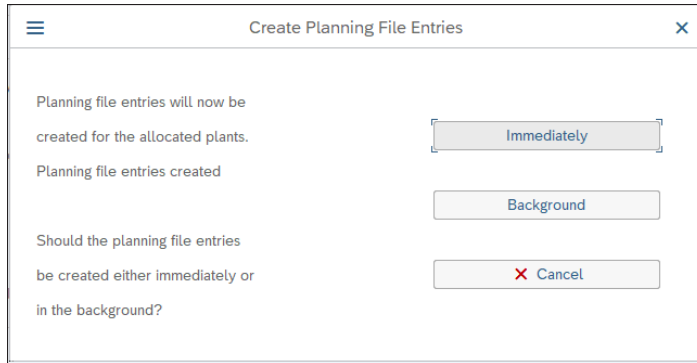 Create Planning File Entries
Planning file entries will now be
created for the allocated plants.
Immediately
Planning file entries created
Background
Should the planning file entries
be created either immediately or
Cancel
in the background?